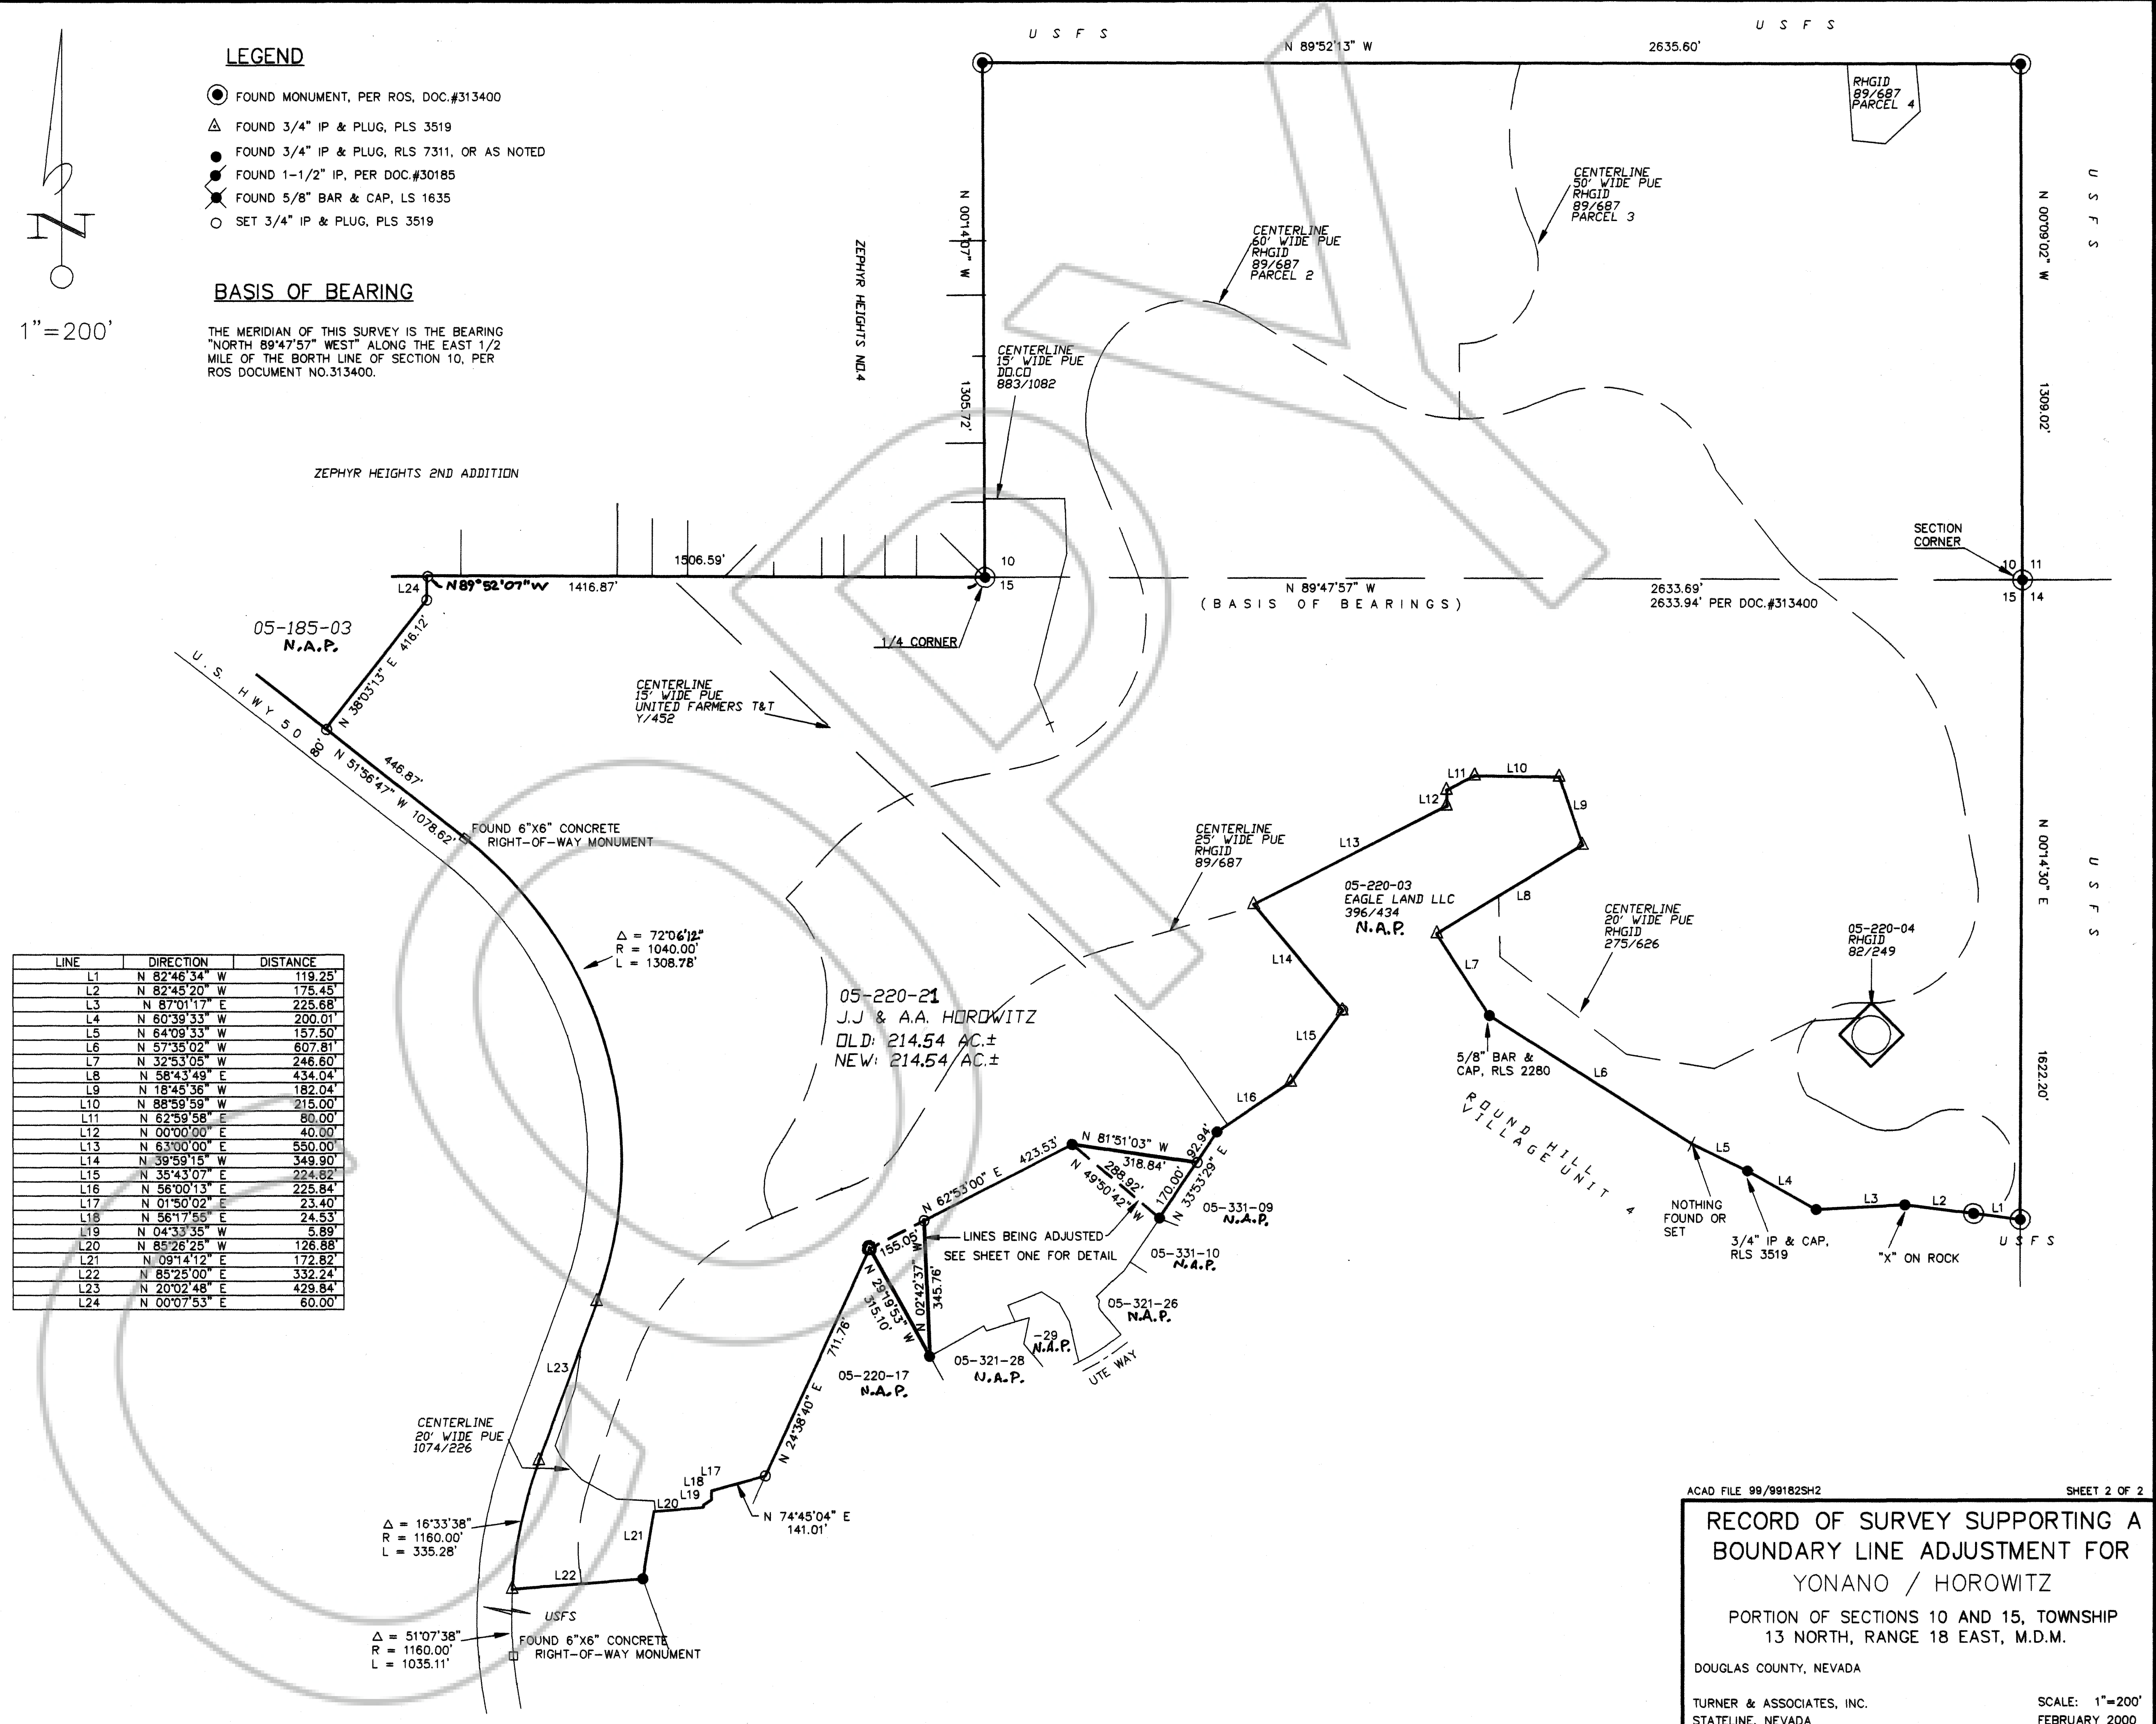 LEGEND
FOUND MONUMENT, PER ROS, DOC.#313400
FOUND 3/4" IP & PLUG, PLS 3519
FOUND 3/4" IP & PLUG, RLS 7311, OR AS NOTED
FOUND 1-1/2" IP, PER DOC.#30185
FOUND 5/8" BAR & CAP, LS 1635
SET 3/4" IP & PLUG, PLS 3519
N
1"=200'
BASIS OF BEARING
THE MERIDIAN OF THIS SURVEY IS THE BEARING
"NORTH 89°47'57" WEST" ALONG THE EAST 1/2
MILE OF THE BORTH LINE OF SECTION 10, PER
ROS DOCUMENT NO.313400.
U S F S
N 89°52'13" W
2635.60'
U S F S
RHGID
89/687
PARCEL 4
U S F S
N 00°09'02" W
1309.02'
N 00°14'07" W
1305.72'
ZEPHYR HEIGHTS NO.4
CENTERLINE
50' WIDE PUE
RHGID
89/687
PARCEL 3
CENTERLINE
60' WIDE PUE
RHGID
89/687
PARCEL 2
CENTERLINE
15' WIDE PUE
DO.CO
883/1082
ZEPHYR HEIGHTS 2ND ADDITION
1506.59'
L24
N89°52'07"W
1416.87'
10
15
1/4 CORNER
N 89°47'57" W
(BASIS OF BEARINGS)
2633.69'
2633.94' PER DOC.#313400
SECTION
CORNER
10 11
15 14
05-185-03
N.A.P.
N 38°03'13" E 416.12'
U.S. HWY 50
80'
446.87'
N 51°56'47" W 1078.62'
FOUND 6"X6" CONCRETE
RIGHT-OF-WAY MONUMENT
CENTERLINE
15' WIDE PUE
UNITED FARMERS T&T
Y/452
Δ = 72°06'12"
R = 1040.00'
L = 1308.78'
CENTERLINE
25' WIDE PUE
RHGID
89/687
L11
L10
L12
L9
L13
L8
05-220-03
EAGLE LAND LLC
396/434
N.A.P.
L7
L14
L15
L16
CENTERLINE
20' WIDE PUE
RHGID
275/626
05-220-04
RHGID
82/249
N 00°14'30" E
1622.20'
U S F S
5/8" BAR &
CAP, RLS 2280
L6
ROUND HILL
VILLAGE UNIT 4
L5
L4
L3
L2
L1
NOTHING
FOUND OR
SET
3/4" IP & CAP,
RLS 3519
"X" ON ROCK
U S F S
05-220-21
J.J & A.A. HOROWITZ
OLD: 214.54 AC.±
NEW: 214.54 AC.±
LINE DIRECTION DISTANCE
L1 N 82°46'34" W 119.25'
L2 N 82°45'20" W 175.45'
L3 N 87°01'17" E 225.68'
L4 N 60°39'33" W 200.01'
L5 N 64°09'33" W 157.50'
L6 N 57°35'02" W 607.81'
L7 N 32°53'05" W 246.60'
L8 N 58°43'49" E 434.04'
L9 N 18°45'36" W 182.04'
L10 N 88°59'59" W 215.00'
L11 N 62°59'58" E 80.00'
L12 N 00°00'00" E 40.00'
L13 N 63°00'00" E 550.00'
L14 N 39°59'15" W 349.90'
L15 N 35°43'07" E 224.82'
L16 N 56°00'13" E 225.84'
L17 N 01°50'02" E 23.40'
L18 N 56°17'55" E 24.53'
L19 N 04°33'35" W 5.89'
L20 N 85°26'25" W 126.88'
L21 N 09°14'12" E 172.82'
L22 N 85°25'00" E 332.24'
L23 N 20°02'48" E 429.84'
L24 N 00°07'53" E 60.00'
N 62°53'00" E
423.53'
N 81°51'03" W
318.84'
92.94'
288.92'
N 49°50'42" W
170.00'
N 33°53'29" E
155.05'
LINES BEING ADJUSTED
SEE SHEET ONE FOR DETAIL
N 02°42'37" W
345.76'
N 29°19'53" W
315.10'
05-331-09
N.A.P.
05-331-10
N.A.P.
05-321-26
N.A.P.
-29
N.A.P.
UTE WAY
05-321-28
N.A.P.
05-220-17
N.A.P.
711.76'
N 24°38'40" E
L23
CENTERLINE
20' WIDE PUE
1074/226
L17
L18
L19
L20
L21
L22
N 74°45'04" E
141.01'
Δ = 16°33'38"
R = 1160.00'
L = 335.28'
USFS
Δ = 51°07'38"
R = 1160.00'
L = 1035.11'
FOUND 6"X6" CONCRETE
RIGHT-OF-WAY MONUMENT
COPY
ACAD FILE 99/99182SH2
SHEET 2 OF 2
RECORD OF SURVEY SUPPORTING A
BOUNDARY LINE ADJUSTMENT FOR
YONANO / HOROWITZ
PORTION OF SECTIONS 10 AND 15, TOWNSHIP
13 NORTH, RANGE 18 EAST, M.D.M.
DOUGLAS COUNTY, NEVADA
TURNER & ASSOCIATES, INC.
SCALE: 1"=200'
STATELINE, NEVADA
FEBRUARY 2000